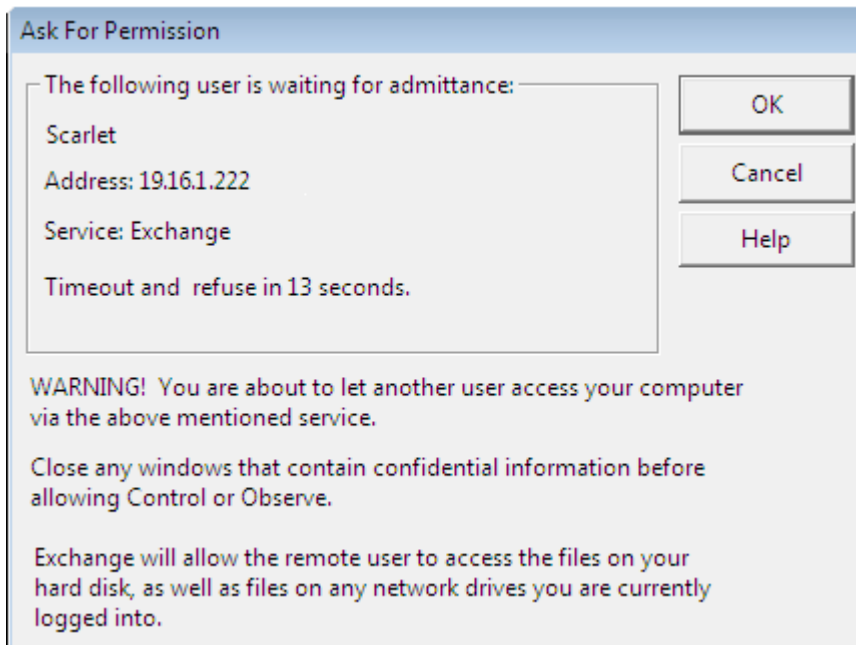 Ask For Permission
The following user is waiting for admittance:
Scarlet
Address: 19.16.1.222
Service: Exchange
Timeout and  refuse in 13 seconds.
OK
Cancel
Help
WARNING!  You are about to let another user access your computer
via the above mentioned service.
Close any windows that contain confidential information before
allowing Control or Observe.
Exchange will allow the remote user to access the files on your
hard disk, as well as files on any network drives you are currently
logged into.